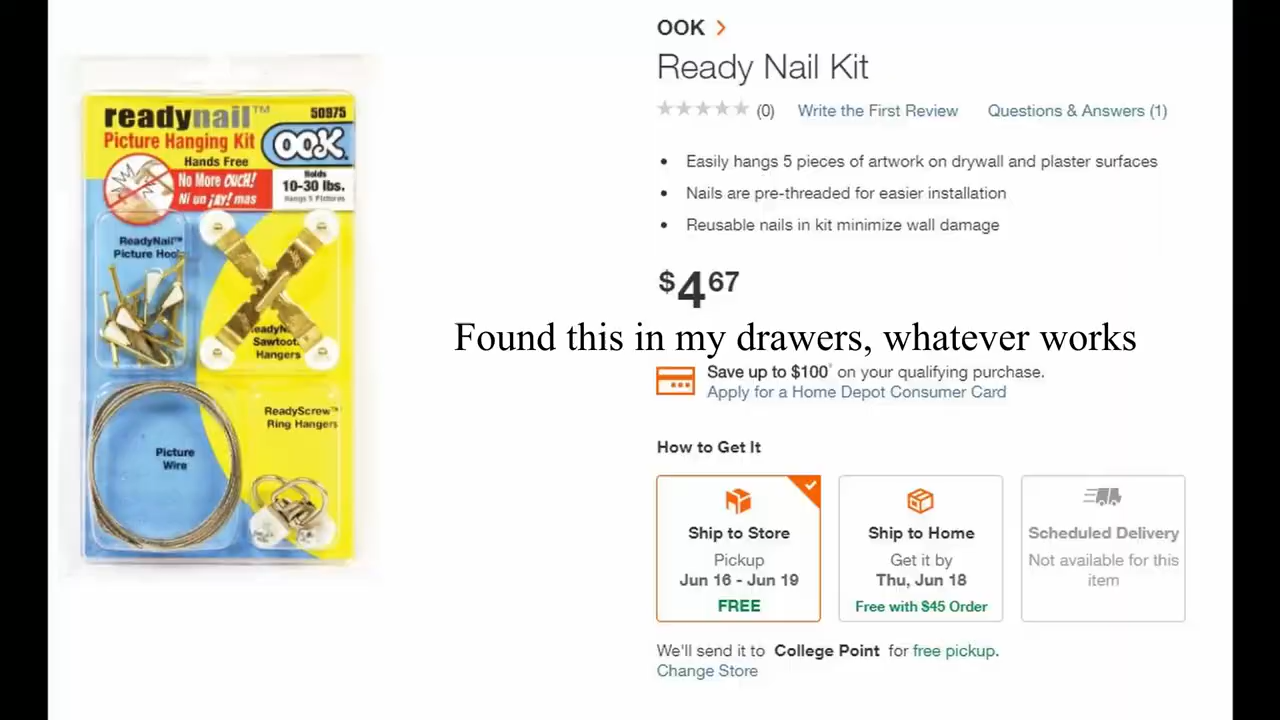 readynail™ 50975
Picture Hanging Kit
OOK.
Hands Free
No More OUCH!
Ni un ¡AY! mas
Holds
10-30 lbs.
Hangs 5 Pictures
ReadyNail™
Picture Hook
Sawtooth
Hangers
ReadyScrew™
Ring Hangers
Picture
Wire
OOK >
Ready Nail Kit
(0) Write the First Review Questions & Answers (1)
• Easily hangs 5 pieces of artwork on drywall and plaster surfaces
• Nails are pre-threaded for easier installation
• Reusable nails in kit minimize wall damage
$4 67
Found this in my drawers, whatever works
Save up to $100° on your qualifying purchase.
Apply for a Home Depot Consumer Card
How to Get It
Ship to Store
Pickup
Jun 16 - Jun 19
FREE
Ship to Home
Get it by
Thu, Jun 18
Free with $45 Order
Scheduled Delivery
Not available for this
item
We'll send it to College Point for free pickup.
Change Store